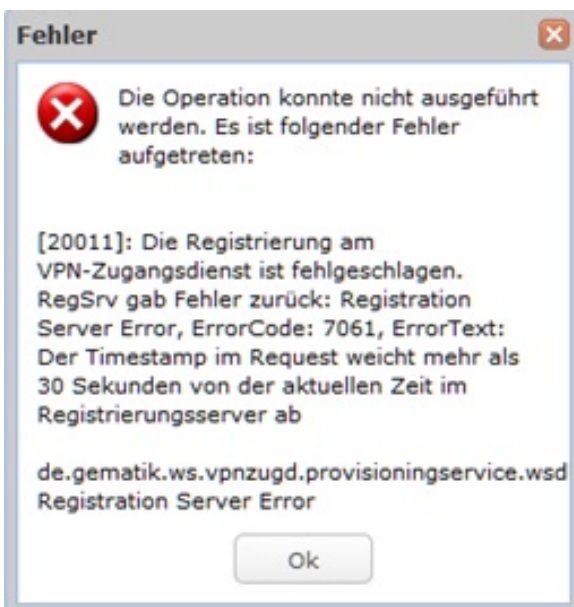 Fehler
Die Operation konnte nicht ausgeführt
werden. Es ist folgender Fehler
aufgetreten:
[20011]: Die Registrierung am
VPN-Zugangsdienst ist fehlgeschlagen.
RegSrv gab Fehler zurück: Registration
Server Error, ErrorCode: 7061, ErrorText:
Der Timestamp im Request weicht mehr als
30 Sekunden von der aktuellen Zeit im
Registrierungsserver ab
de.gematik.ws.vpnzugd.provisioningservice.wsd
Registration Server Error
Ok